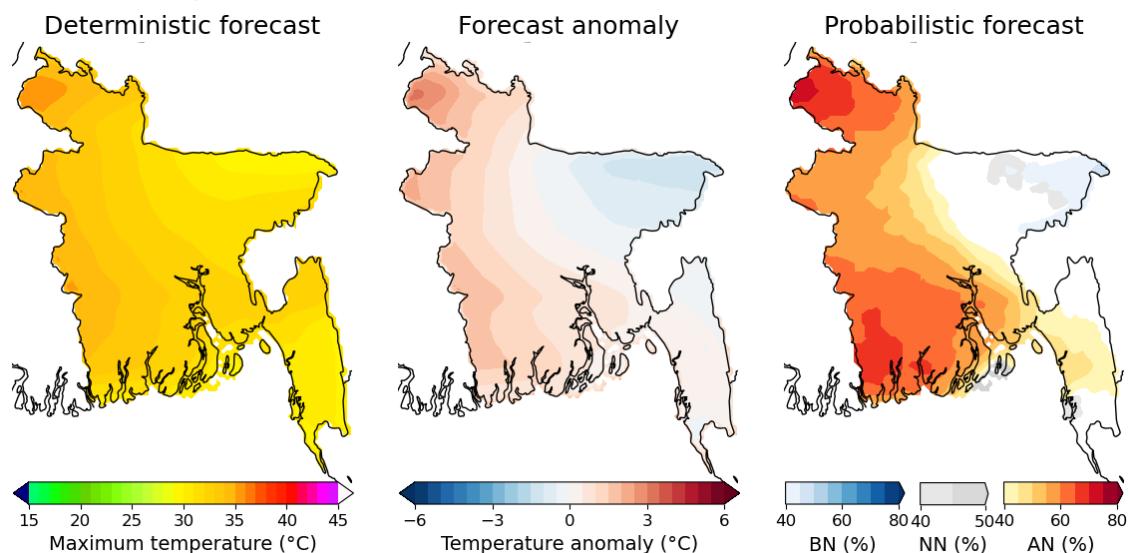 Deterministic forecast
Forecast anomaly
Probabilistic forecast
15 20 25 30 35 40 45
−6 −3 0 3 6
40 60 80
40 50
40 60 80
Maximum temperature (°C)
Temperature anomaly (°C)
BN (%)
NN (%)
AN (%)